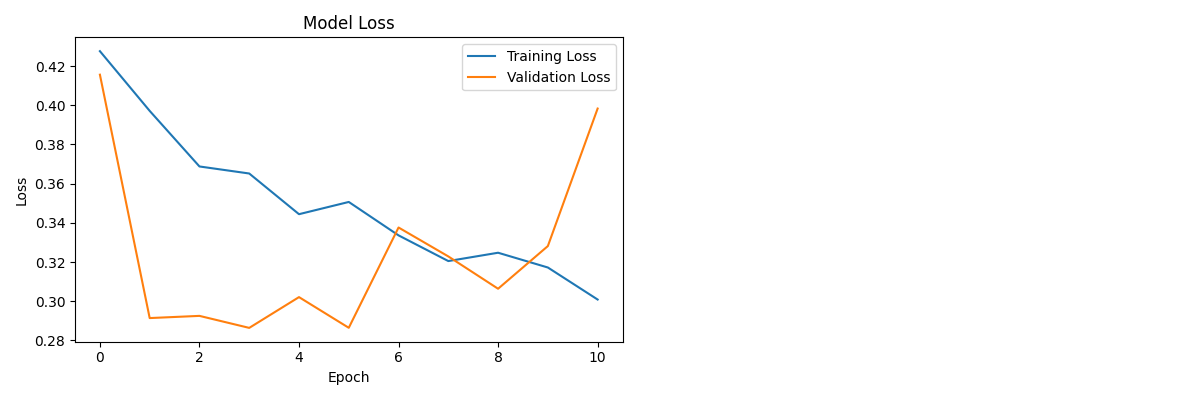 Model Loss
Training Loss
Validation Loss
0.42
0.40
0.38
0.36
0.34
0.32
0.30
0.28
Loss
0 2 4 6 8 10
Epoch